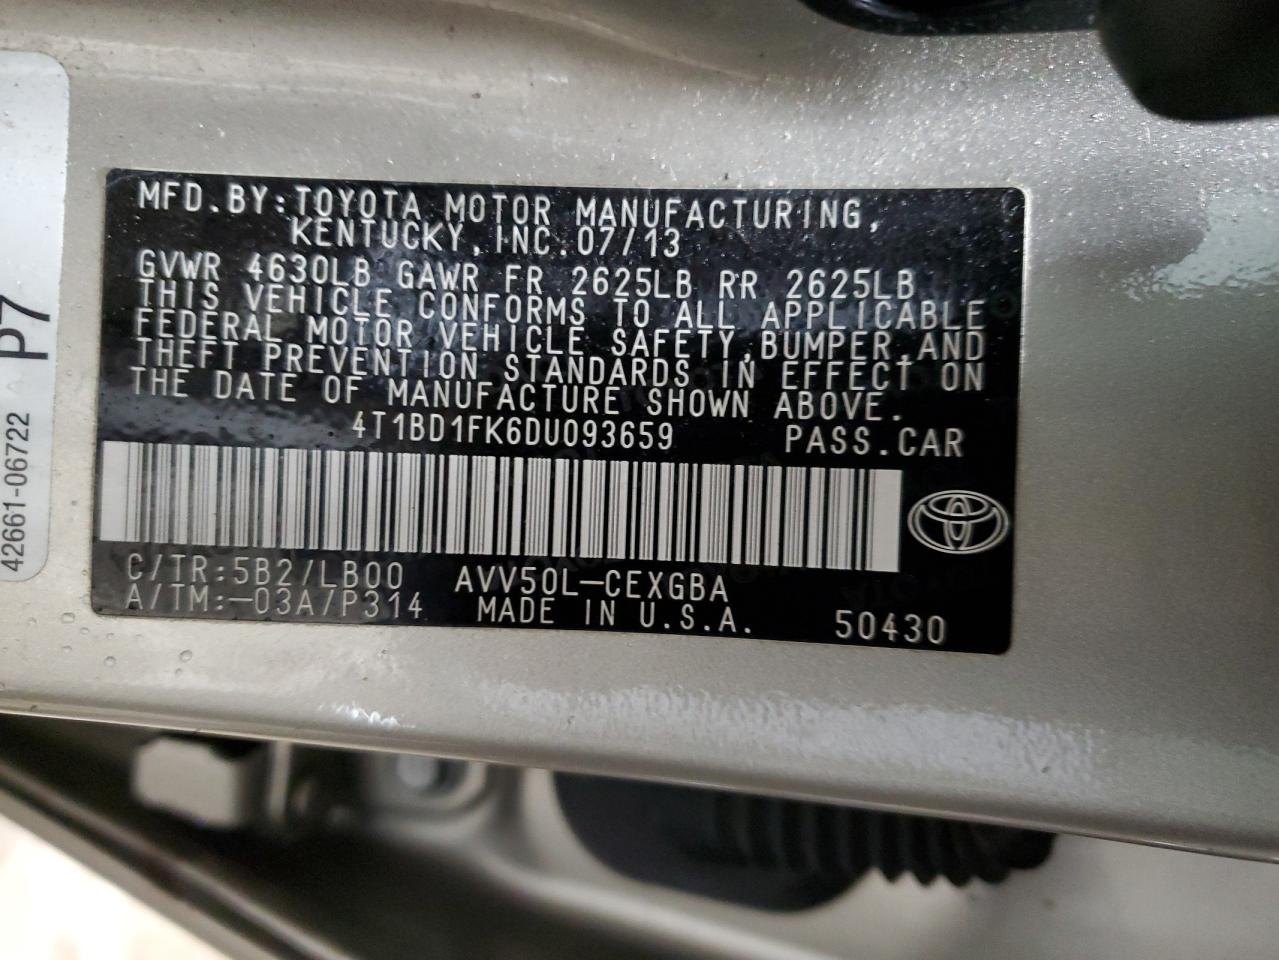 MFD.BY:TOYOTA MOTOR MANUFACTURING,
KENTUCKY,INC.07/13
GVWR 4630LB GAWR FR 2625LB RR 2625LB
THIS VEHICLE CONFORMS TO ALL APPLICABLE
FEDERAL MOTOR VEHICLE SAFETY,BUMPER,AND
THEFT PREVENTION STANDARDS IN EFFECT ON
THE DATE OF MANUFACTURE SHOWN ABOVE.
4T1BD1FK6DU093659 PASS.CAR
C/TR:5B2/LB00 AVV50L-CEXGBA
A/TM:-03A/P314 MADE IN U.S.A. 50430
42661-06722 P7